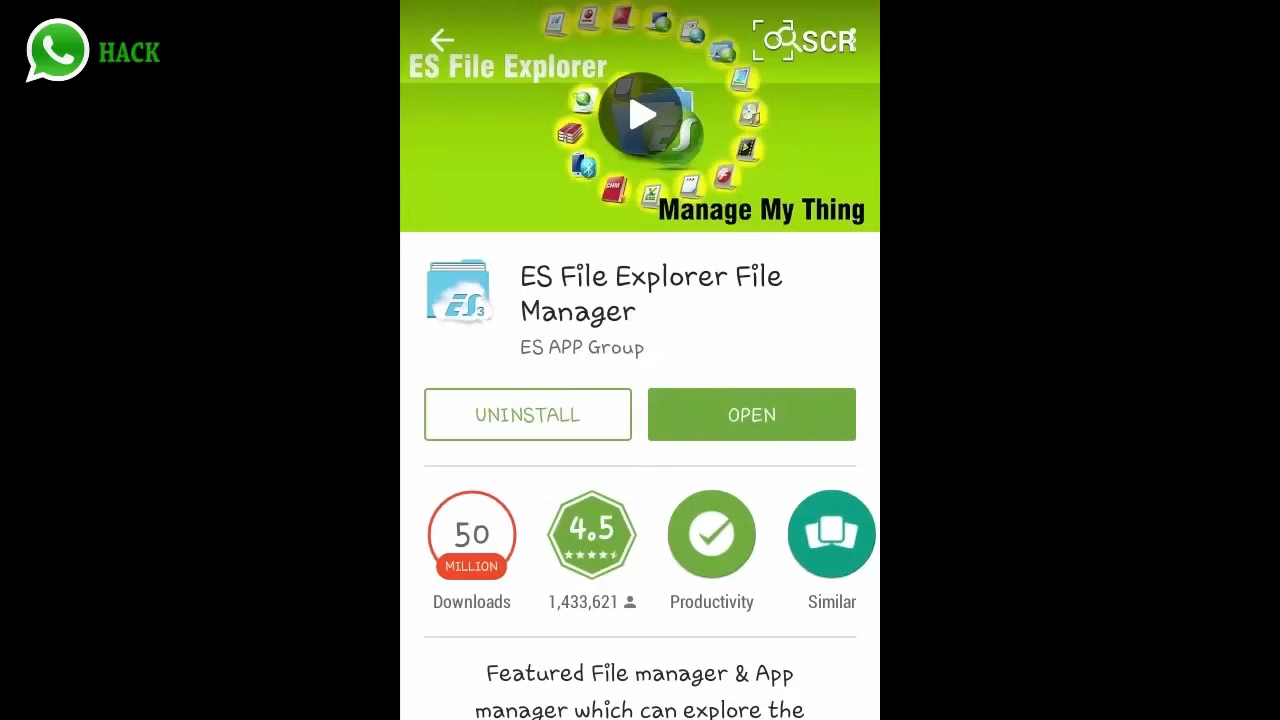 HACK
SCR
ES File Explorer
Manage My Thing
ES File Explorer File
Manager
ES APP Group
UNINSTALL
OPEN
50
MILLION
Downloads
4.5
1,433,621
Productivity
Similar
Featured File manager & App
manager which can explore the